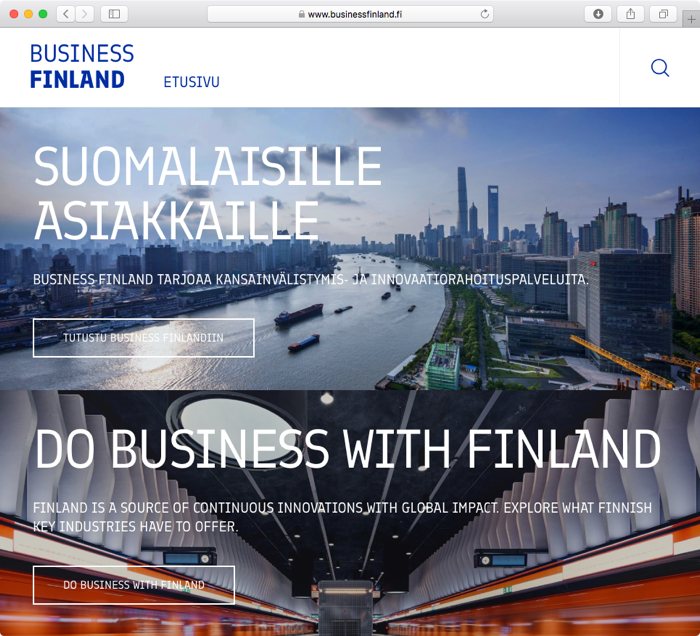 www.businessfinland.fi
BUSINESS
FINLAND
ETUSIVU
SUOMALAISILLE
ASIAKKAILLE
BUSINESS FINLAND TARJOAA KANSAINVÄLISTYMIS- JA INNOVAATIORAHOITUSPALVELUITA.
TUTUSTU BUSINESS FINLANDIIN
DO BUSINESS WITH FINLAND
FINLAND IS A SOURCE OF CONTINUOUS INNOVATIONS WITH GLOBAL IMPACT. EXPLORE WHAT FINNISH
KEY INDUSTRIES HAVE TO OFFER.
DO BUSINESS WITH FINLAND